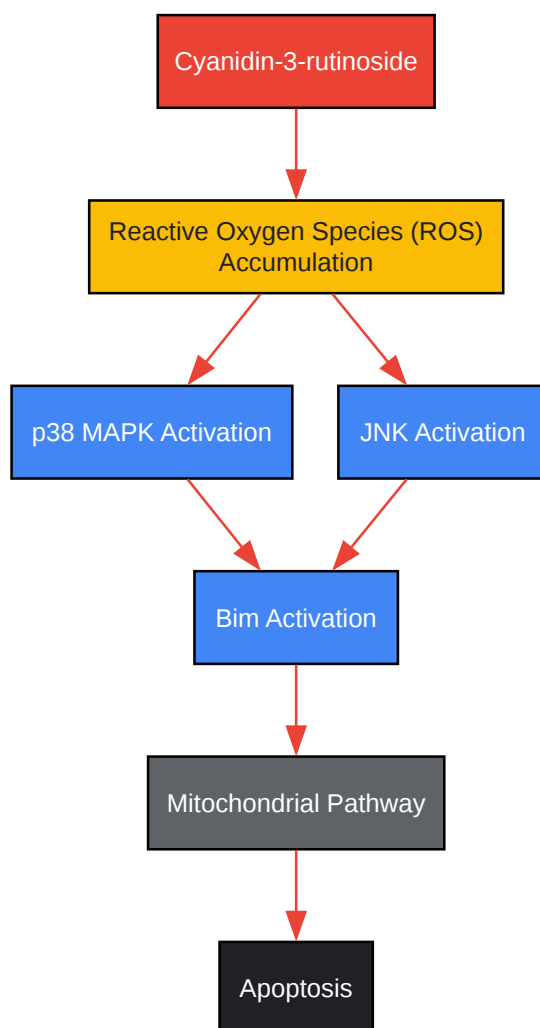 Cyanidin-3-rutinoside
Reactive Oxygen Species (ROS)
Accumulation
p38 MAPK Activation
JNK Activation
Bim Activation
Mitochondrial Pathway
Apoptosis